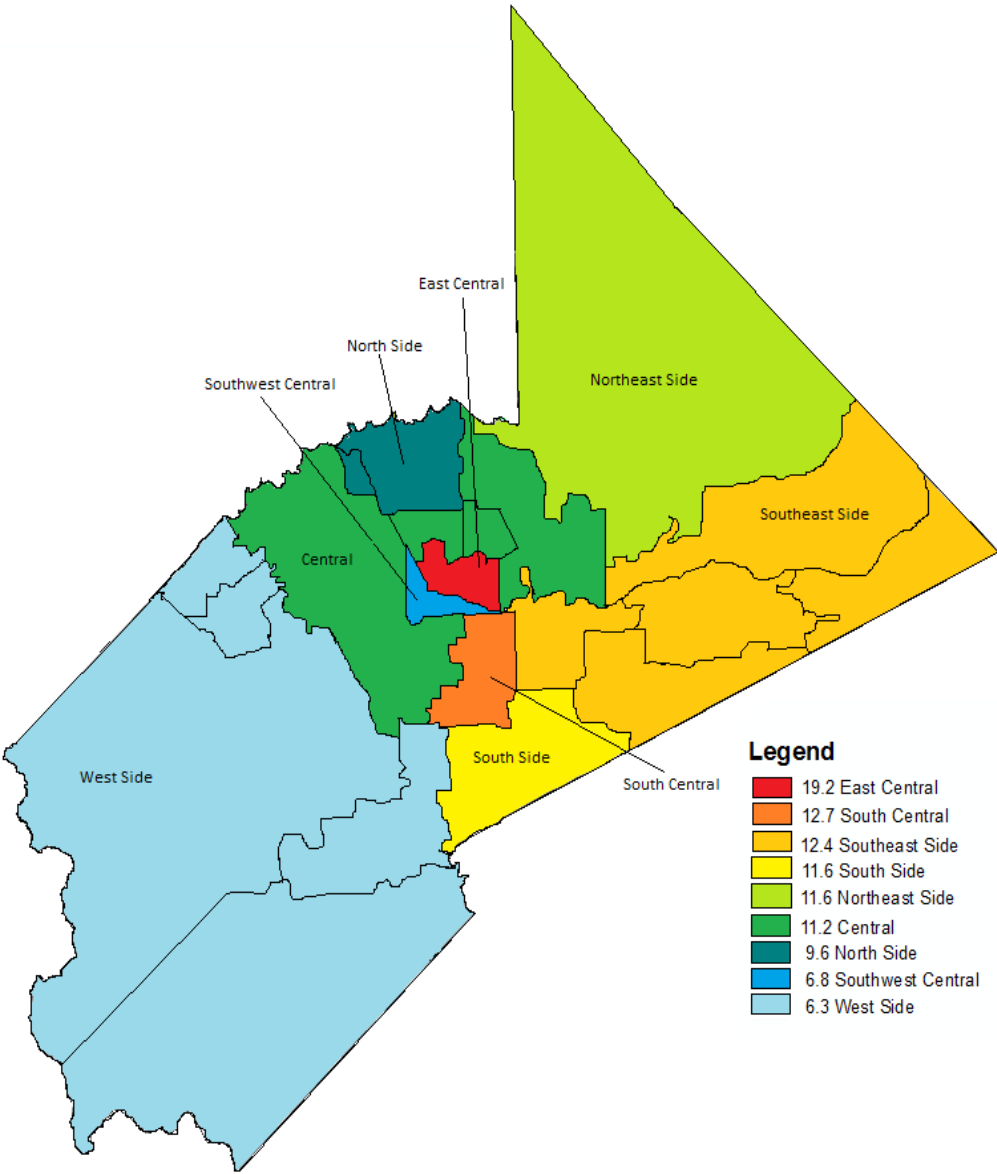 East Central
North Side
Southwest Central
Northeast Side
Southeast Side
Central
West Side
South Side
South Central
Legend
19.2 East Central
12.7 South Central
12.4 Southeast Side
11.6 South Side
11.6 Northeast Side
11.2 Central
9.6 North Side
6.8 Southwest Central
6.3 West Side